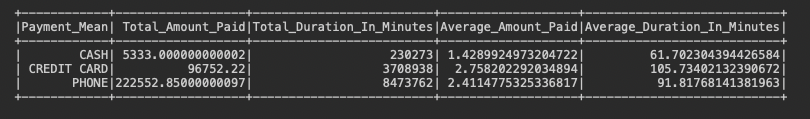 +------------+------------------+-------------------------+-------------------+---------------------------+
|Payment_Mean| Total_Amount_Paid|Total_Duration_In_Minutes|Average_Amount_Paid|Average_Duration_In_Minutes|
+------------+------------------+-------------------------+-------------------+---------------------------+
|        CASH| 5333.000000000002|                   230273| 1.4289924973204722|         61.702304394426584|
| CREDIT CARD|          96752.22|                  3708938|  2.758202292034894|         105.73402132390672|
|       PHONE|222552.85000000097|                  8473762| 2.4114775325336817|          91.81768141381963|
+------------+------------------+-------------------------+-------------------+---------------------------+